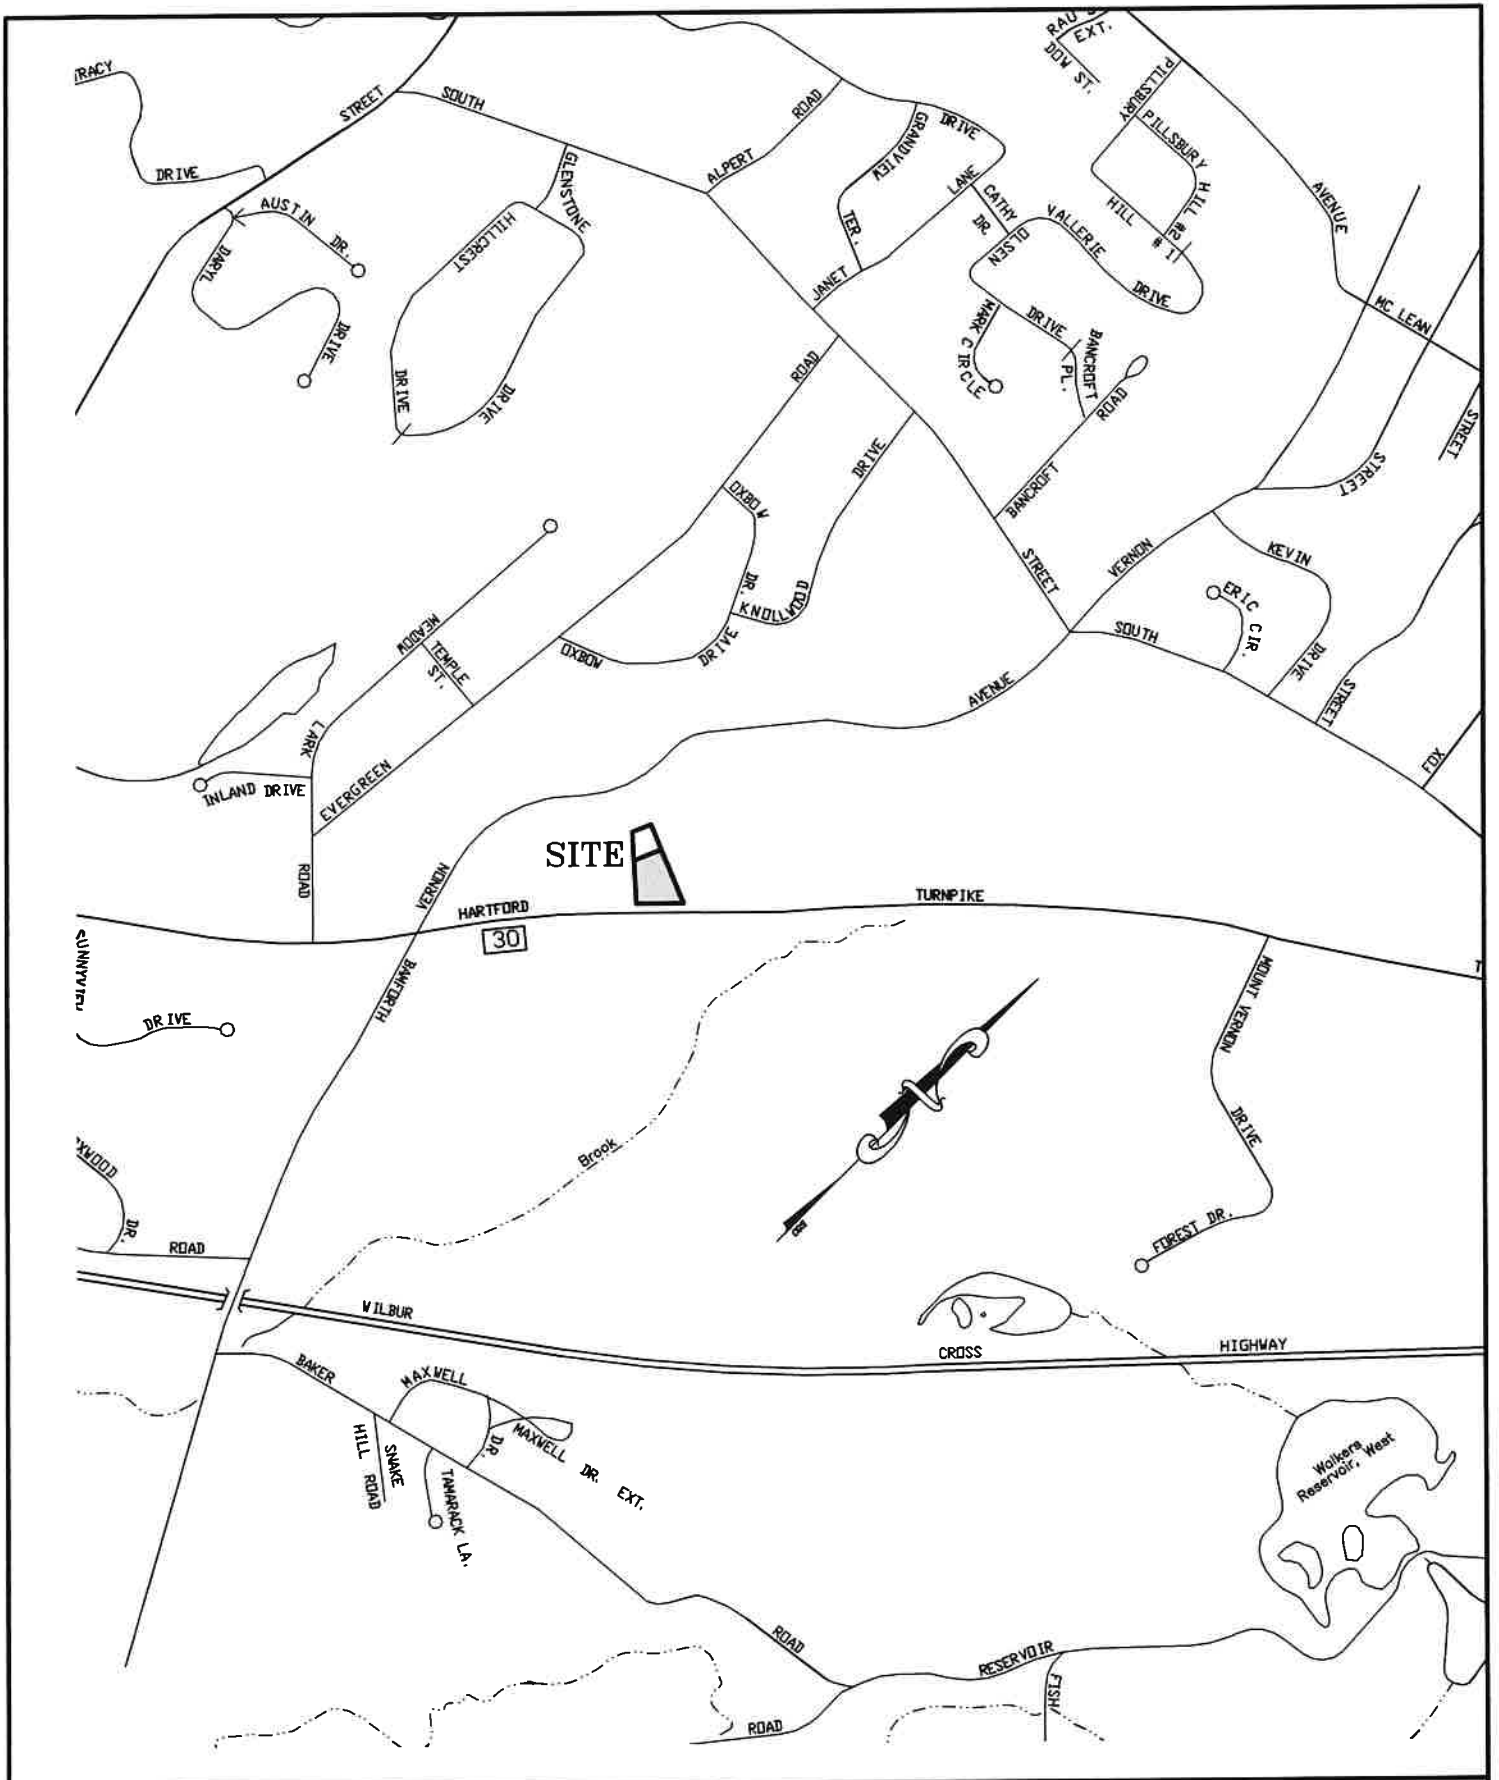 RAU S
EXT.
DOW ST.
TRACY
DRIVE
STREET
SOUTH
ROAD
ALPERT
GRANDVIEW
TER.
DRIVE
LANE
JANET
CATHY
DR.
PILLSBURY
PILLSBURY HILL #2
HILL # 1
AVENUE
MC LEAN
STREET
AUSTIN
DR.
DARYL
DRIVE
GLENSTONE
HILLCREST
DRIVE
DRIVE
OLSEN
VALLERIE
DRIVE
DRIVE
MARK CIRCLE
BANCROFT
PL.
ROAD
BANCROFT
ROAD
DRIVE
OXBOW
DR.
KNOLLWOOD
OXBOW
DRIVE
STREET
STREET
VERNON
KEVIN
DRIVE
ERIC CIR.
SOUTH
STREET
FOX
MEADOW
TEMPLE
ST.
LARK
INLAND DRIVE
EVERGREEN
ROAD
AVENUE
VERNON
SITE
HARTFORD
30
TURNPIKE
T
SUNNYVIEW
DRIVE
BAMFORTH
MOUNT VERNON
DRIVE
FOREST DR.
Brook
XWOOD
DR.
ROAD
WILBUR
CROSS
HIGHWAY
BAKER
MAXWELL
DR.
MAXWELL DR. EXT.
SNAKE
HILL ROAD
TAMARACK LA.
Walkers
Reservoir, West
ROAD
RESERVOIR
FISH
ROAD